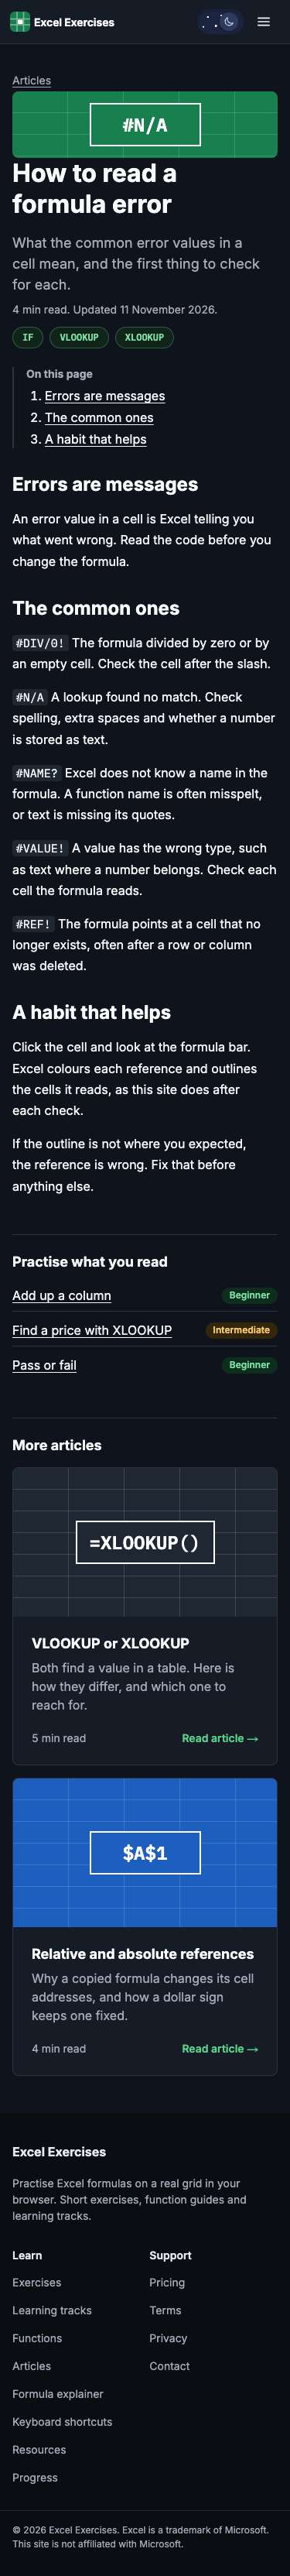 Excel Exercises
Articles
#N/A
How to read a
formula error
What the common error values in a
cell mean, and the first thing to check
for each.
4 min read. Updated 11 November 2026.
IF VLOOKUP XLOOKUP
On this page
1. Errors are messages
2. The common ones
3. A habit that helps
Errors are messages
An error value in a cell is Excel telling you
what went wrong. Read the code before you
change the formula.
The common ones
#DIV/0! The formula divided by zero or by
an empty cell. Check the cell after the slash.
#N/A A lookup found no match. Check
spelling, extra spaces and whether a number
is stored as text.
#NAME? Excel does not know a name in the
formula. A function name is often misspelt,
or text is missing its quotes.
#VALUE! A value has the wrong type, such
as text where a number belongs. Check each
cell the formula reads.
#REF! The formula points at a cell that no
longer exists, often after a row or column
was deleted.
A habit that helps
Click the cell and look at the formula bar.
Excel colours each reference and outlines
the cells it reads, as this site does after
each check.
If the outline is not where you expected,
the reference is wrong. Fix that before
anything else.
Practise what you read
Add up a column Beginner
Find a price with XLOOKUP Intermediate
Pass or fail Beginner
More articles
=XLOOKUP()
VLOOKUP or XLOOKUP
Both find a value in a table. Here is
how they differ, and which one to
reach for.
5 min read Read article →
$A$1
Relative and absolute references
Why a copied formula changes its cell
addresses, and how a dollar sign
keeps one fixed.
4 min read Read article →
Excel Exercises
Practise Excel formulas on a real grid in your
browser. Short exercises, function guides and
learning tracks.
Learn
Exercises
Learning tracks
Functions
Articles
Formula explainer
Keyboard shortcuts
Resources
Progress
Support
Pricing
Terms
Privacy
Contact
© 2026 Excel Exercises. Excel is a trademark of Microsoft.
This site is not affiliated with Microsoft.